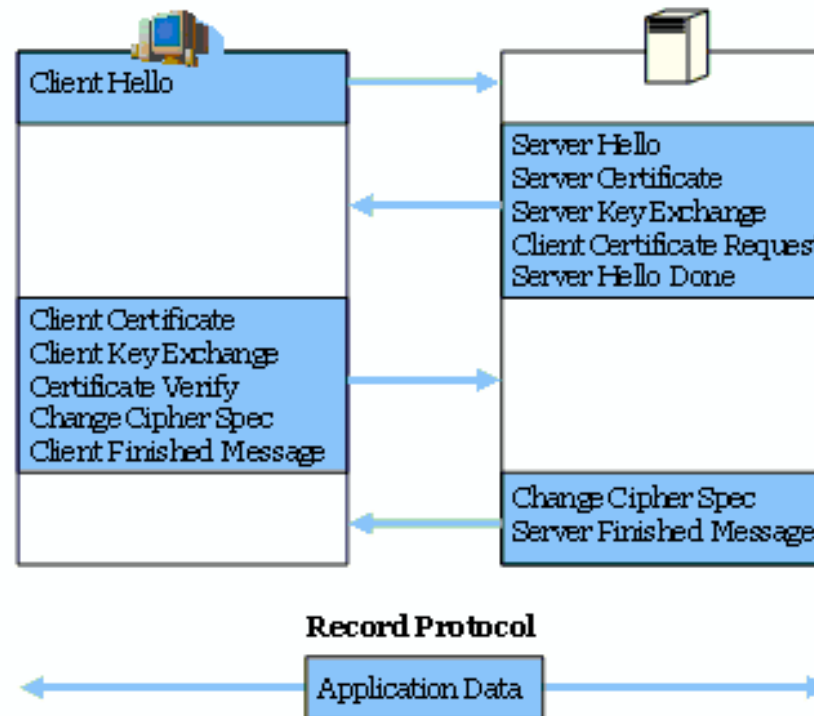 Client Hello
Server Hello
Server Certificate
Server Key Exchange
Client Certificate Request
Server Hello Done
Client Certificate
Client Key Exchange
Certificate Verify
Change Cipher Spec
Client Finished Message
Change Cipher Spec
Server Finished Message
Record Protocol
Application Data